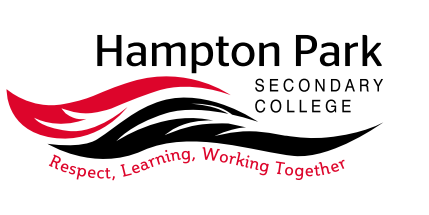 Hampton Park
SECONDARY
COLLEGE
Respect, Learning, Working Together